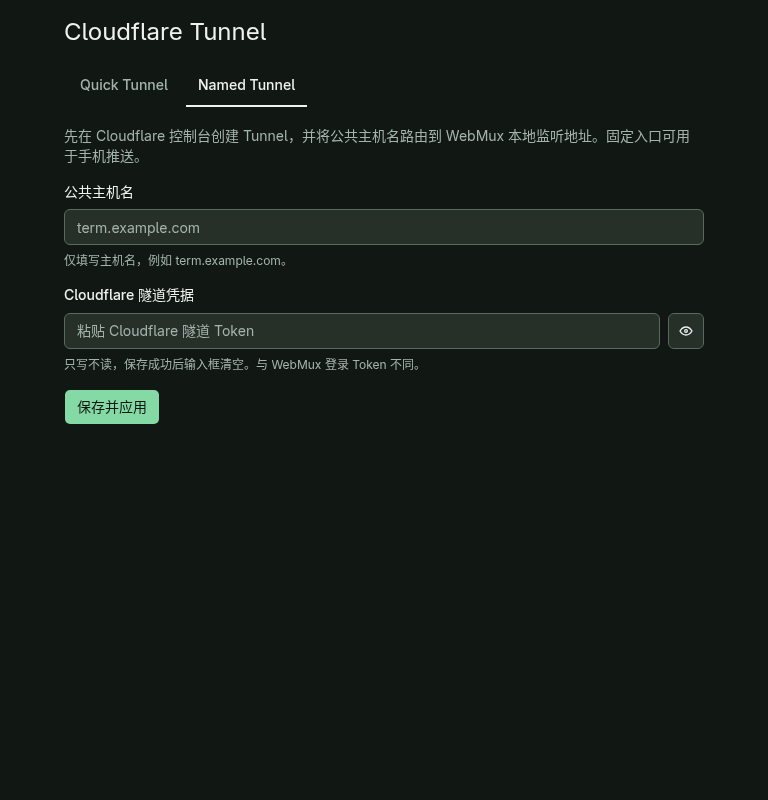 Cloudflare Tunnel
Quick Tunnel
Named Tunnel
先在 Cloudflare 控制台创建 Tunnel，并将公共主机名路由到 WebMux 本地监听地址。固定入口可用
于手机推送。
公共主机名
term.example.com
仅填写主机名，例如 term.example.com。
Cloudflare 隧道凭据
粘贴 Cloudflare 隧道 Token
只写不读，保存成功后输入框清空。与 WebMux 登录 Token 不同。
保存并应用